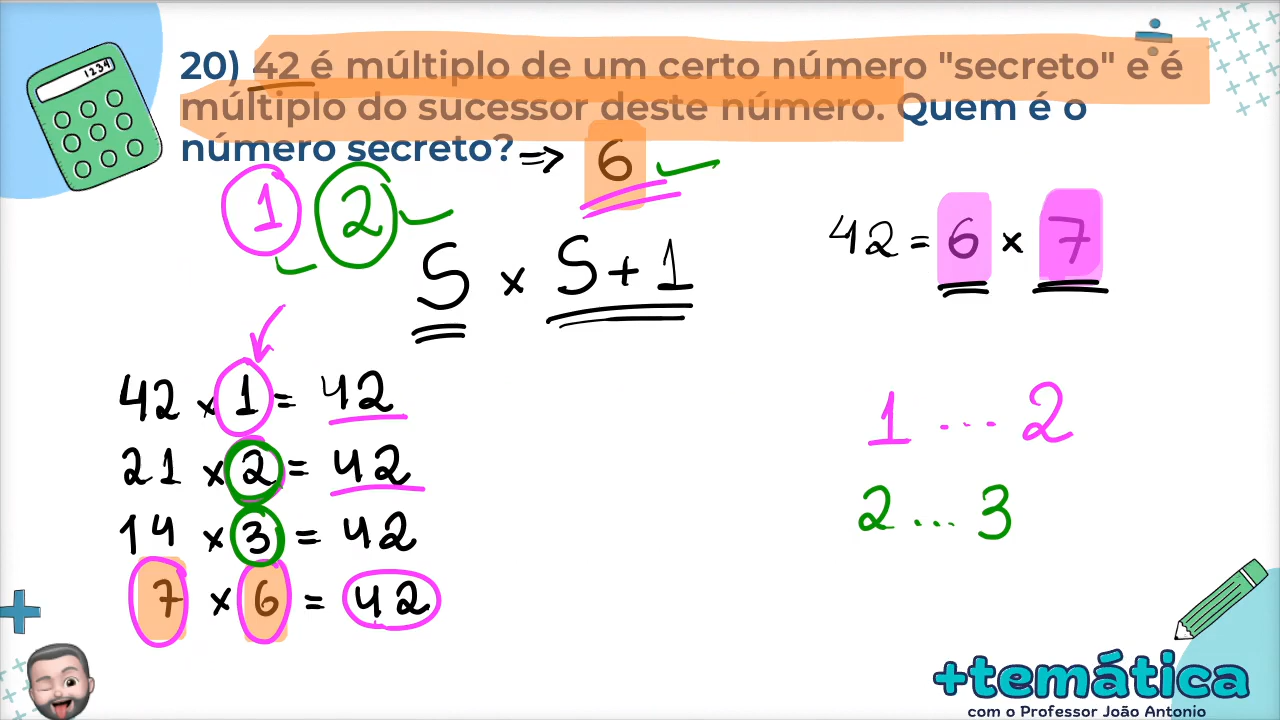 1234
20) 42 é múltiplo de um certo número "secreto" e é
múltiplo do sucessor deste número. Quem é o
número secreto? => 6
1 2
S × S + 1
42 = 6 × 7
42 × 1 = 42
21 × 2 = 42
14 × 3 = 42
7 × 6 = 42
1 ... 2
2 ... 3
+temática
com o Professor João Antonio